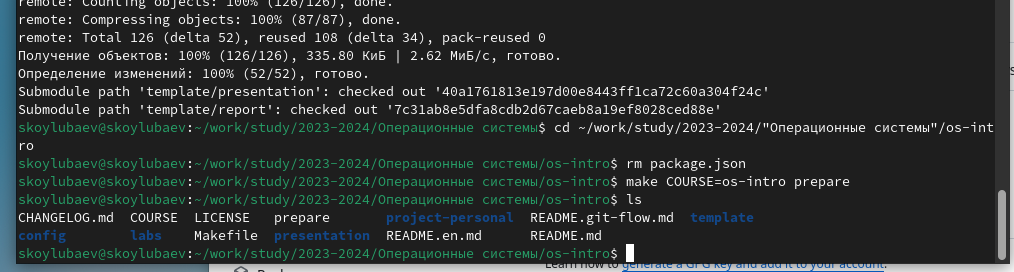 remote: Counting objects: 100% (126/126), done.
remote: Compressing objects: 100% (87/87), done.
remote: Total 126 (delta 52), reused 108 (delta 34), pack-reused 0
Получение объектов: 100% (126/126), 335.80 КиБ | 2.62 МиБ/с, готово.
Определение изменений: 100% (52/52), готово.
Submodule path 'template/presentation': checked out '40a1761813e197d00e8443ff1ca72c60a304f24c'
Submodule path 'template/report': checked out '7c31ab8e5dfa8cdb2d67caeb8a19ef8028ced88e'
skoylubaev@skoylubaev:~/work/study/2023-2024/Операционные системы$ cd ~/work/study/2023-2024/"Операционные системы"/os-int
ro
skoylubaev@skoylubaev:~/work/study/2023-2024/Операционные системы/os-intro$ rm package.json
skoylubaev@skoylubaev:~/work/study/2023-2024/Операционные системы/os-intro$ make COURSE=os-intro prepare
skoylubaev@skoylubaev:~/work/study/2023-2024/Операционные системы/os-intro$ ls
CHANGELOG.md COURSE LICENSE prepare project-personal README.git-flow.md template
config labs Makefile presentation README.en.md README.md
skoylubaev@skoylubaev:~/work/study/2023-2024/Операционные системы/os-intro$
Learn how to generate a GPG key and add it to your account.